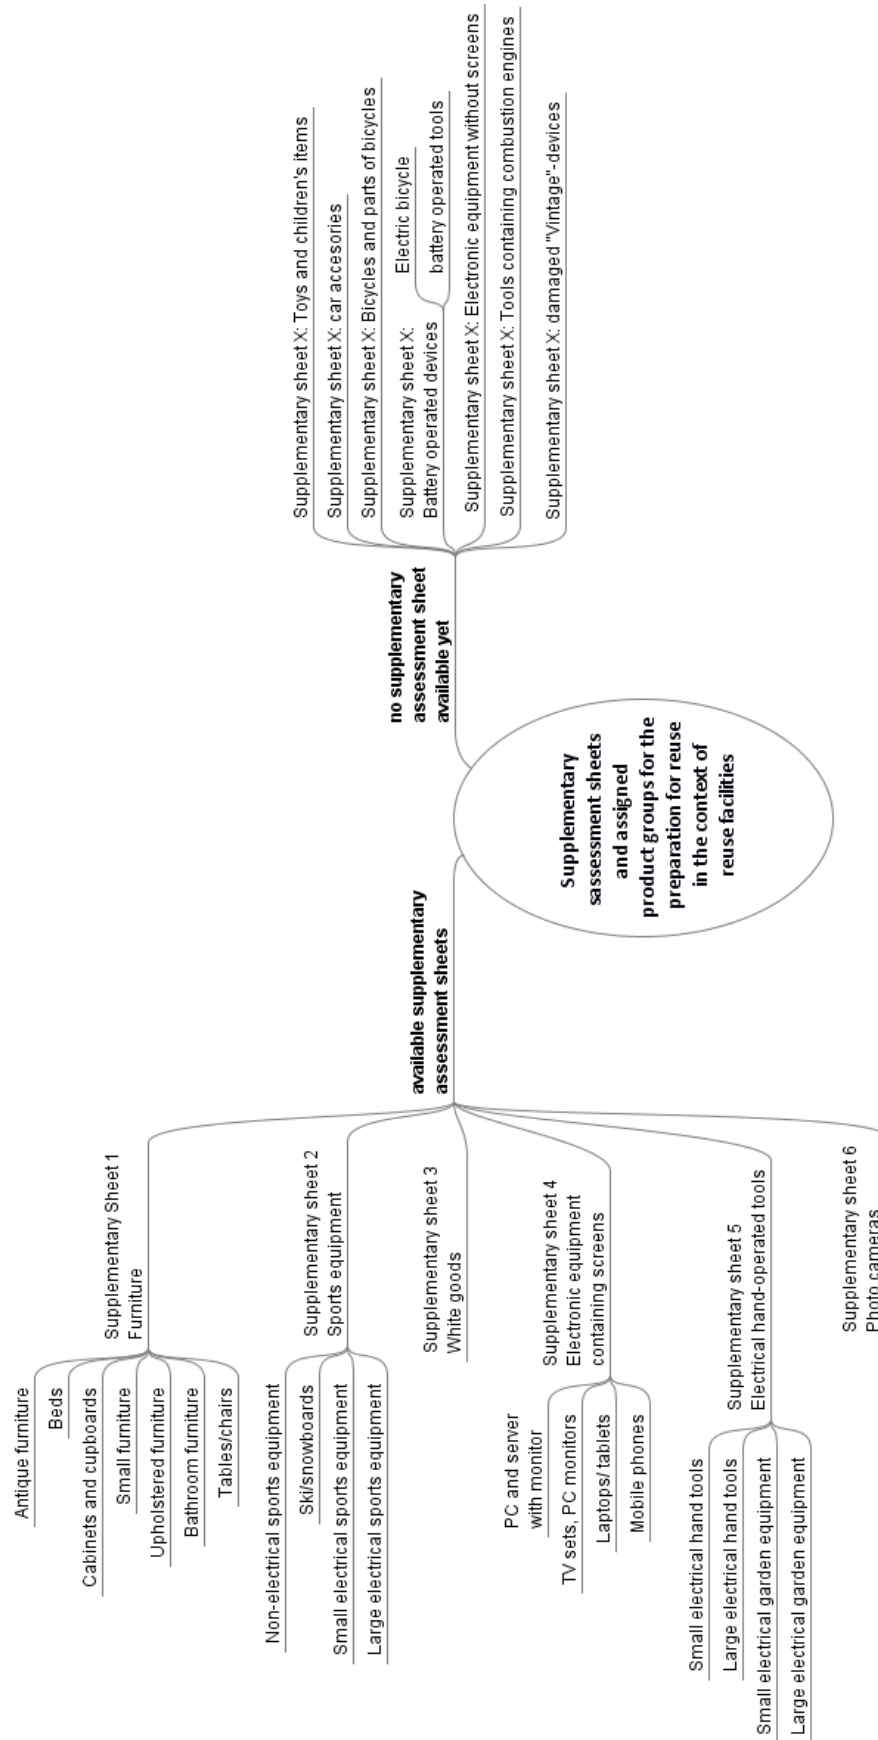 Supplementary
sassessment sheets
and assigned
product groups for the
preparation for reuse
in the context of
reuse facilities
available supplementary
assessment sheets
Supplementary Sheet 1
Furniture
Antique furniture
Beds
Cabinets and cupboards
Small furniture
Upholstered furniture
Bathroom furniture
Tables/chairs
Supplementary sheet 2
Sports equipment
Non-electrical sports equipment
Ski/snowboards
Small electrical sports equipment
Large electrical sports equipment
Supplementary sheet 3
White goods
Supplementary sheet 4
Electronic equipment
containing screens
PC and server
with monitor
TV sets, PC monitors
Laptops/ tablets
Mobile phones
Supplementary sheet 5
Electrical hand-operated tools
Small electrical hand tools
Large electrical hand tools
Small electrical garden equipment
Large electrical garden equipment
Supplementary sheet 6
Photo cameras
no supplementary
assessment sheet
available yet
Supplementary sheet X: Toys and children's items
Supplementary sheet X: car accesories
Supplementary sheet X: Bicycles and parts of bicycles
Supplementary sheet X:
Battery operated devices
Electric bicycle
battery operated tools
Supplementary sheet X: Electronic equipment without screens
Supplementary sheet X: Tools containing combustion engines
Supplementary sheet X: damaged "Vintage"-devices